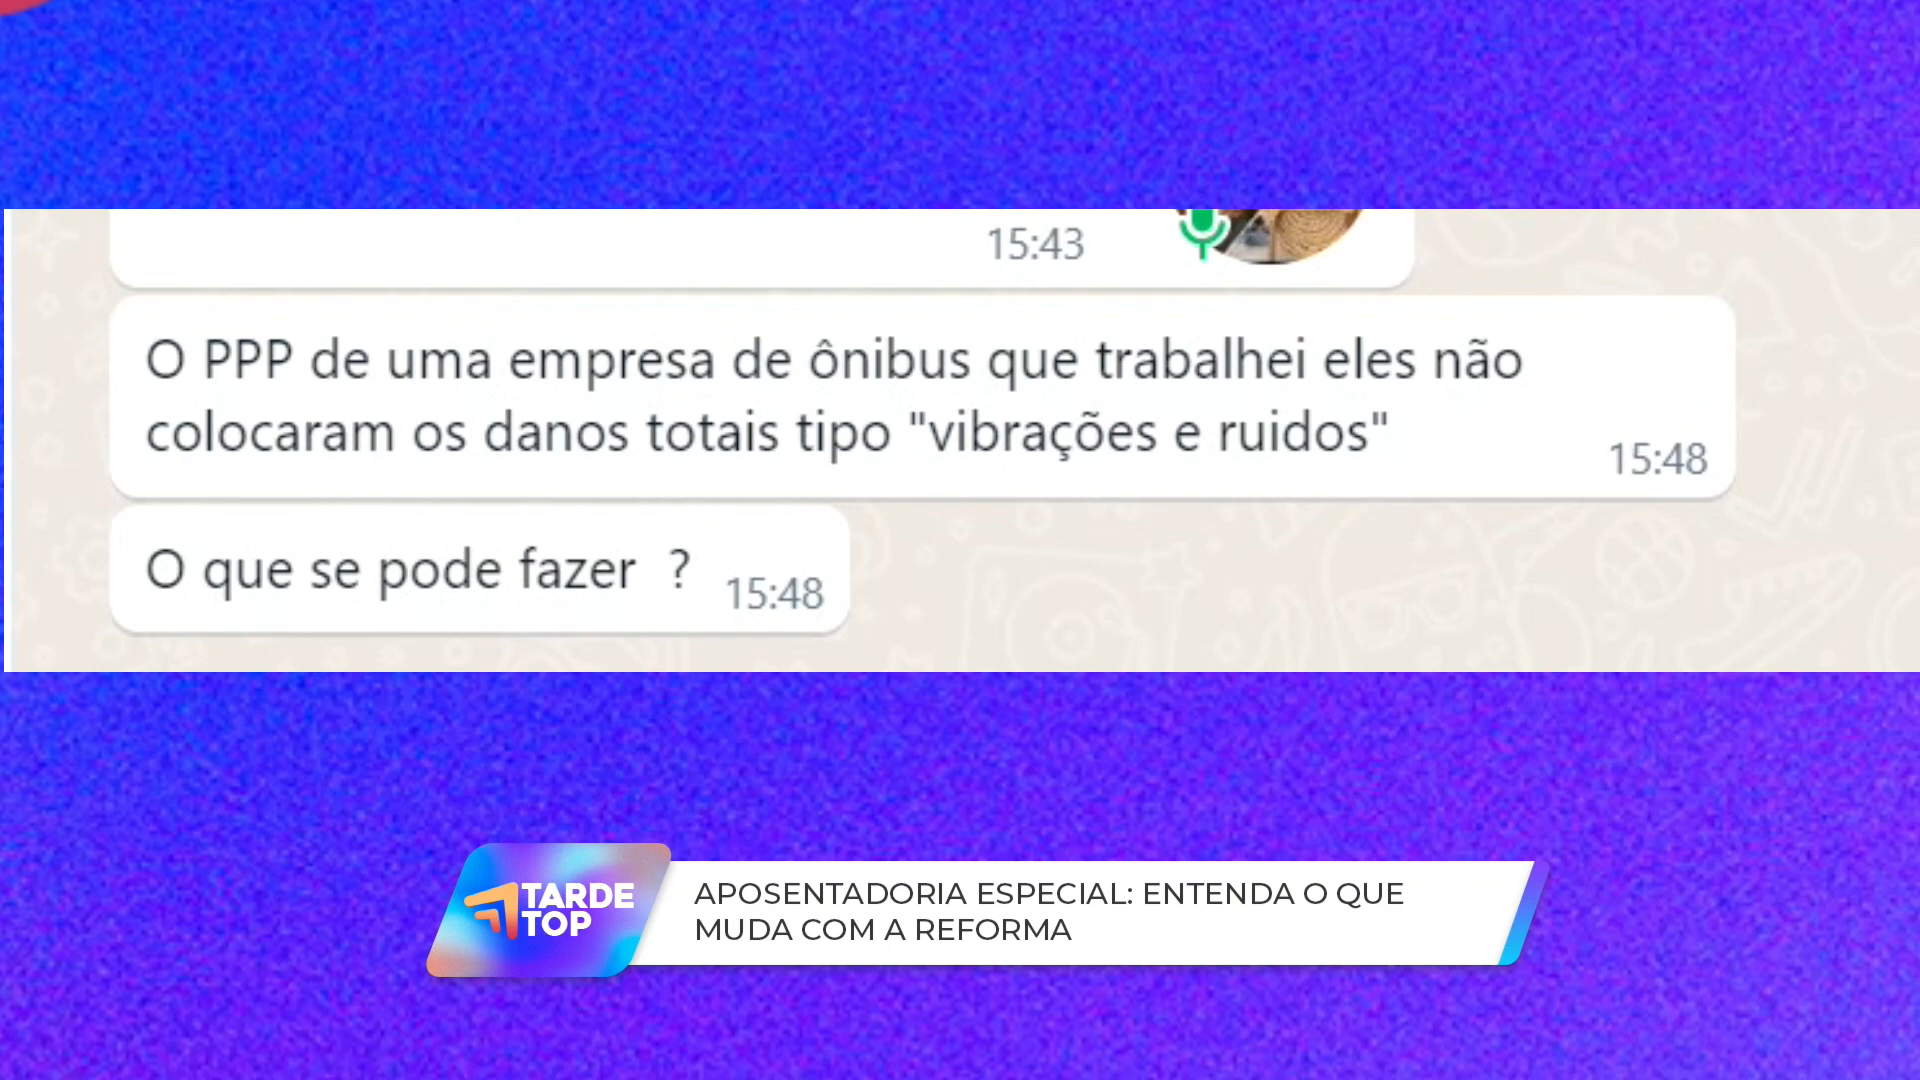 15:43
O PPP de uma empresa de ônibus que trabalhei eles não
colocaram os danos totais tipo "vibrações e ruidos"
15:48
O que se pode fazer ?
15:48
TARDE
TOP
APOSENTADORIA ESPECIAL: ENTENDA O QUE
MUDA COM A REFORMA